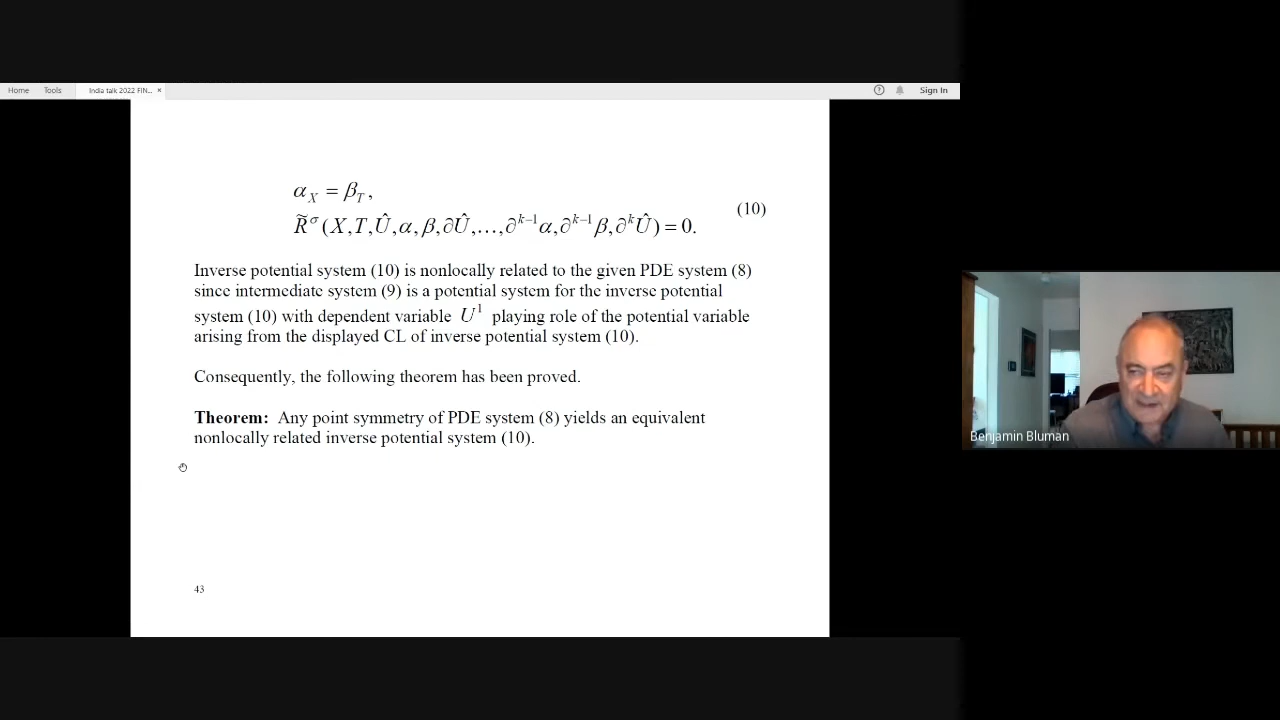 Home Tools India talk 2022 FIN... × Sign In
α_X = β_T,
R̃^σ (X, T, Û, α, β, ∂Û, …, ∂^{k−1}α, ∂^{k−1}β, ∂^k Û) = 0.
(10)
Inverse potential system (10) is nonlocally related to the given PDE system (8)
since intermediate system (9) is a potential system for the inverse potential
system (10) with dependent variable U^1 playing role of the potential variable
arising from the displayed CL of inverse potential system (10).
Consequently, the following theorem has been proved.
Theorem: Any point symmetry of PDE system (8) yields an equivalent
nonlocally related inverse potential system (10).
43
Benjamin Bluman